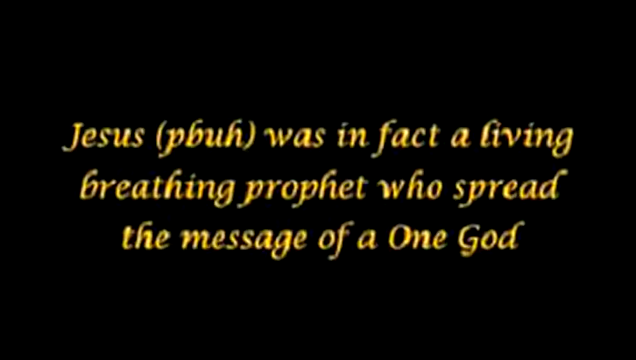 Jesus (pbuh) was in fact a living
breathing prophet who spread
the message of a One God